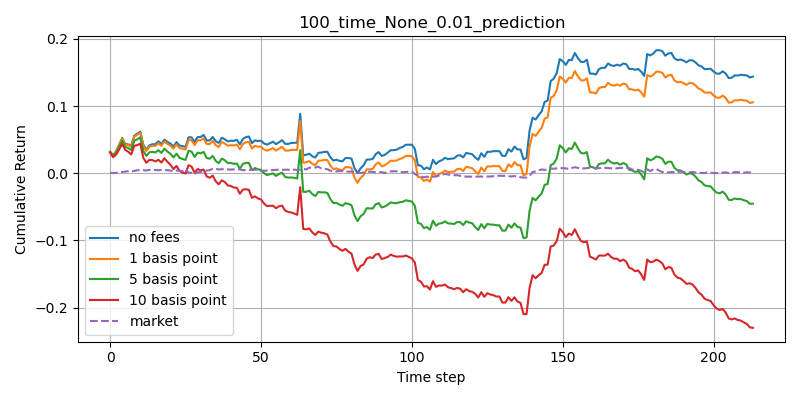 100_time_None_0.01_prediction
Cumulative Return
0.2
0.1
0.0
−0.1
−0.2
no fees
1 basis point
5 basis point
10 basis point
market
0 50 100 150 200
Time step